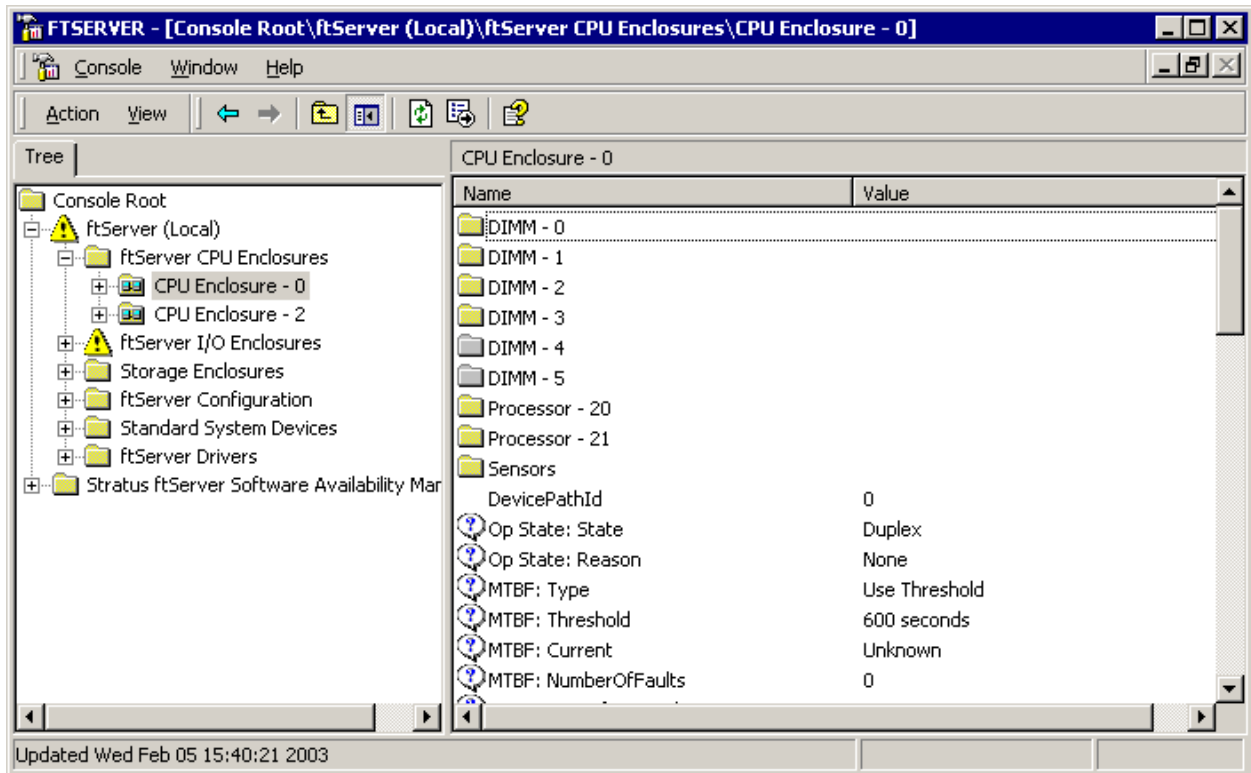 FTSERVER - [Console Root\ftServer (Local)\ftServer CPU Enclosures\CPU Enclosure - 0]
Console Window Help
Action View
Tree
Console Root
ftServer (Local)
ftServer CPU Enclosures
CPU Enclosure - 0
CPU Enclosure - 2
ftServer I/O Enclosures
Storage Enclosures
ftServer Configuration
Standard System Devices
ftServer Drivers
Stratus ftServer Software Availability Mar
CPU Enclosure - 0
Name Value
DIMM - 0
DIMM - 1
DIMM - 2
DIMM - 3
DIMM - 4
DIMM - 5
Processor - 20
Processor - 21
Sensors
DevicePathId 0
Op State: State Duplex
Op State: Reason None
MTBF: Type Use Threshold
MTBF: Threshold 600 seconds
MTBF: Current Unknown
MTBF: NumberOfFaults 0
Updated Wed Feb 05 15:40:21 2003